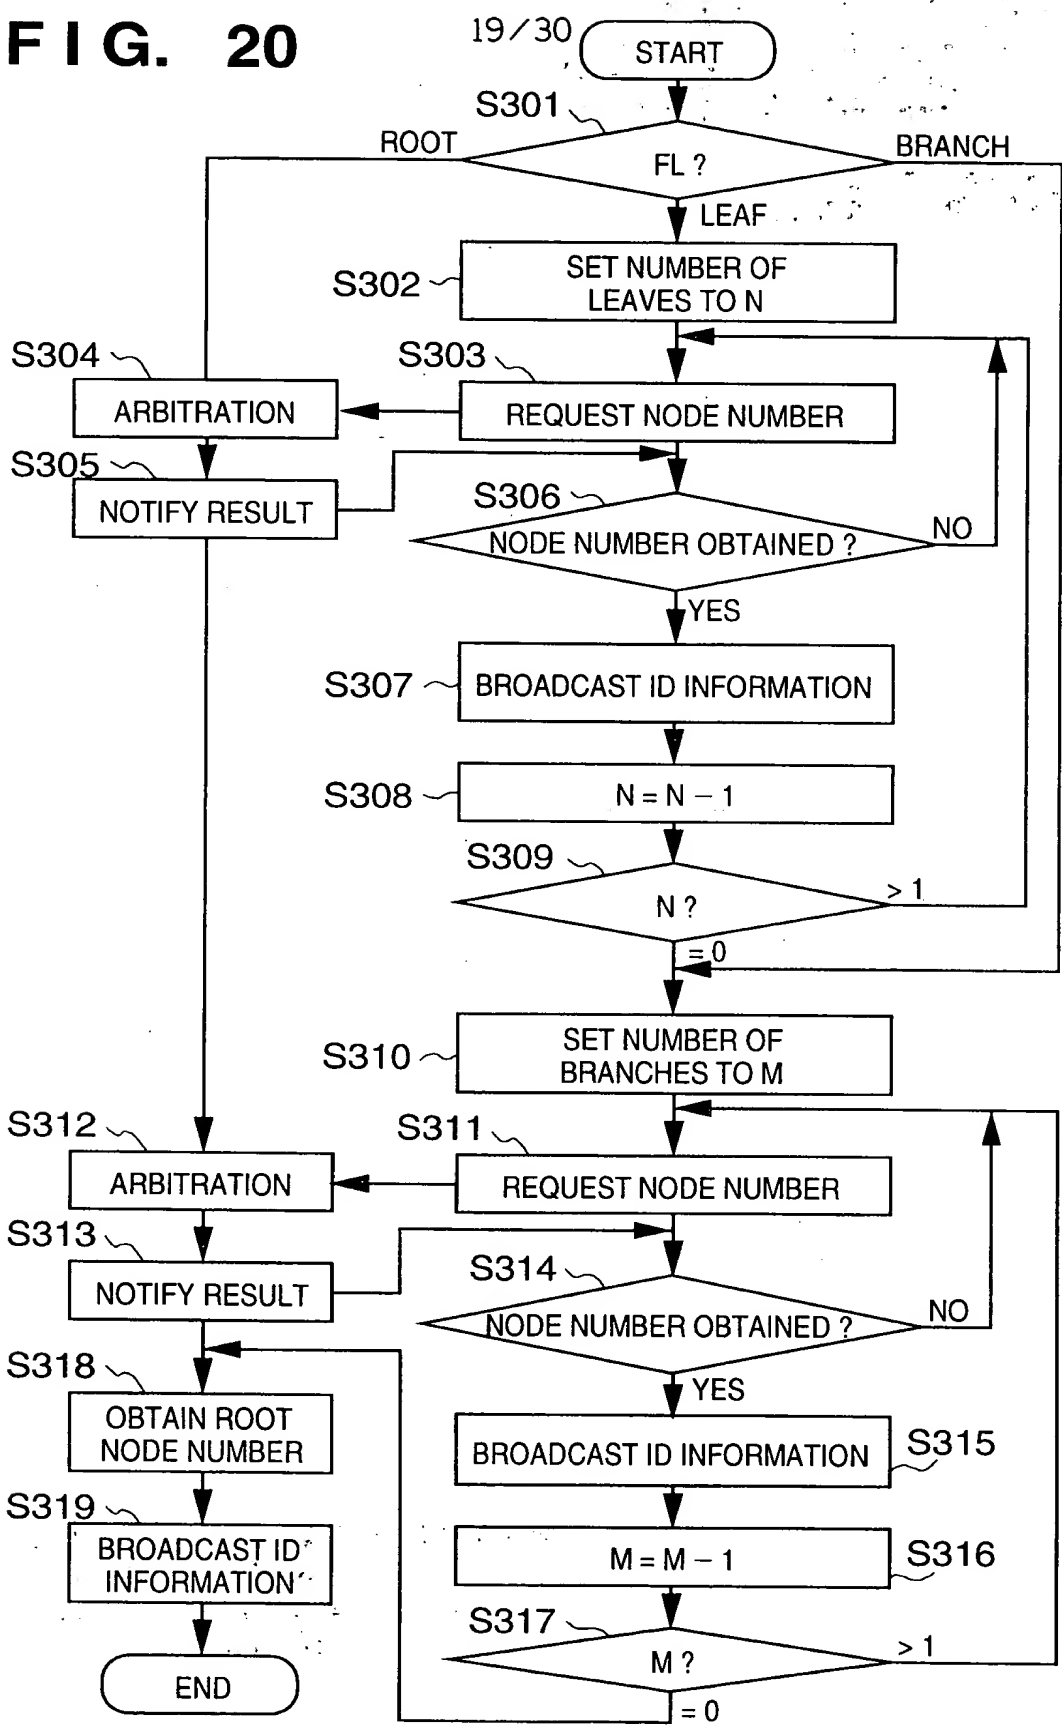 FIG. 20
19/30
START
S301
ROOT
FL ?
BRANCH
LEAF
S302
SET NUMBER OF
LEAVES TO N
S304
S303
ARBITRATION
REQUEST NODE NUMBER
S305
NOTIFY RESULT
S306
NODE NUMBER OBTAINED ?
NO
YES
S307
BROADCAST ID INFORMATION
S308
N = N − 1
S309
N ?
> 1
= 0
S310
SET NUMBER OF
BRANCHES TO M
S312
S311
ARBITRATION
REQUEST NODE NUMBER
S313
NOTIFY RESULT
S314
NODE NUMBER OBTAINED ?
NO
YES
S318
OBTAIN ROOT
NODE NUMBER
BROADCAST ID INFORMATION
S315
S319
BROADCAST ID
INFORMATION
M = M − 1
S316
S317
M ?
> 1
= 0
END